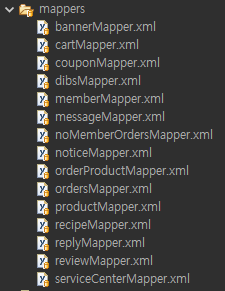 mappers
bannerMapper.xml
cartMapper.xml
couponMapper.xml
dibsMapper.xml
memberMapper.xml
messageMapper.xml
noMemberOrdersMapper.xml
noticeMapper.xml
orderProductMapper.xml
ordersMapper.xml
productMapper.xml
recipeMapper.xml
replyMapper.xml
reviewMapper.xml
serviceCenterMapper.xml